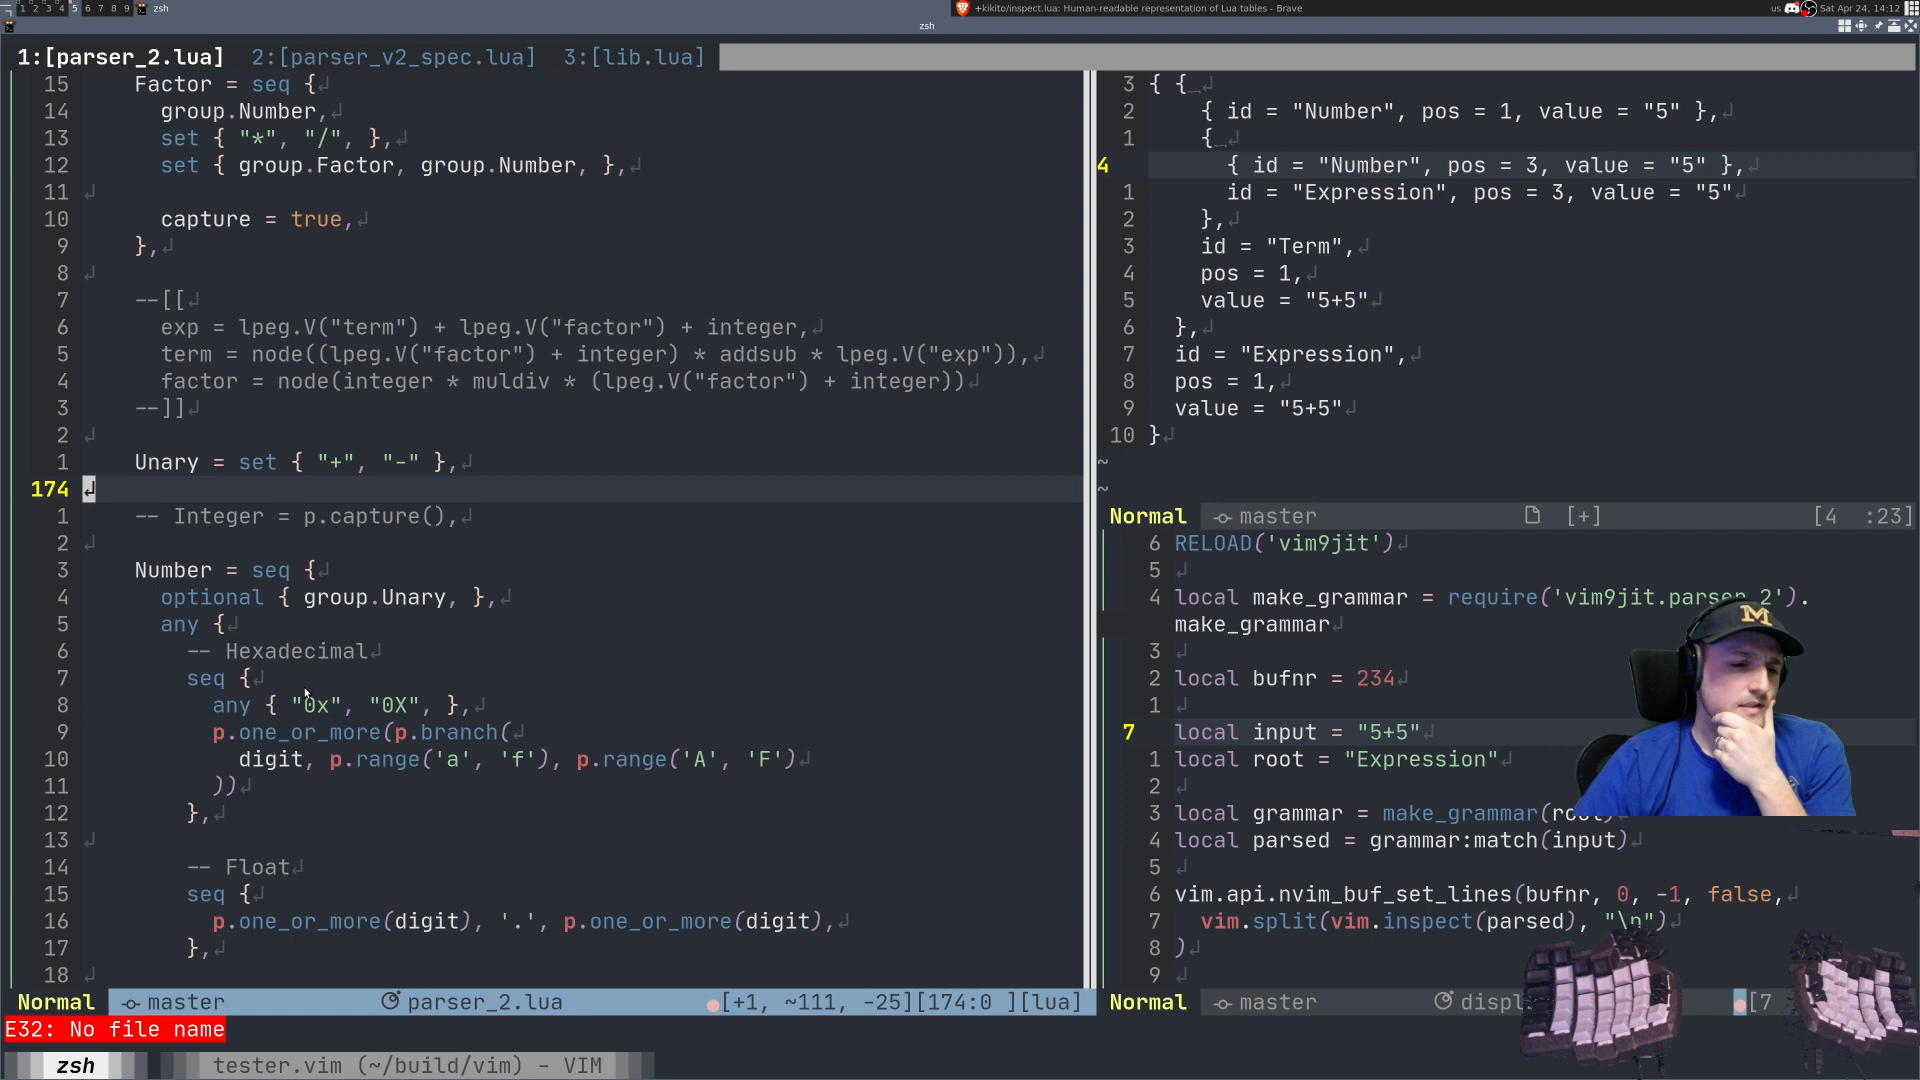 1 2 3 4 5 6 7 8 9 zsh
+kikito/inspect.lua: Human-readable representation of Lua tables - Brave
us Sat Apr 24, 14:12
zsh
1:[parser_2.lua] 2:[parser_v2_spec.lua] 3:[lib.lua]
15 Factor = seq {
14 group.Number,
13 set { "*", "/", },
12 set { group.Factor, group.Number, },
11
10 capture = true,
9 },
8
7 --[[
6 exp = lpeg.V("term") + lpeg.V("factor") + integer,
5 term = node((lpeg.V("factor") + integer) * addsub * lpeg.V("exp")),
4 factor = node(integer * muldiv * (lpeg.V("factor") + integer))
3 --]]
2
1 Unary = set { "+", "-" },
174
1 -- Integer = p.capture(),
2
3 Number = seq {
4 optional { group.Unary, },
5 any {
6 -- Hexadecimal
7 seq {
8 any { "0x", "0X", },
9 p.one_or_more(p.branch(
10 digit, p.range('a', 'f'), p.range('A', 'F')
11 ))
12 },
13
14 -- Float
15 seq {
16 p.one_or_more(digit), '.', p.one_or_more(digit),
17 },
18
Normal master parser_2.lua [+1, ~111, -25][174:0 ][lua]
3 { {
2 { id = "Number", pos = 1, value = "5" },
1 {
4 { id = "Number", pos = 3, value = "5" },
1 id = "Expression", pos = 3, value = "5"
2 },
3 id = "Term",
4 pos = 1,
5 value = "5+5"
6 },
7 id = "Expression",
8 pos = 1,
9 value = "5+5"
10 }
~
~
Normal master [+] [4 :23]
6 RELOAD('vim9jit')
5
4 local make_grammar = require('vim9jit.parser_2').
make_grammar
3
2 local bufnr = 234
1
7 local input = "5+5"
1 local root = "Expression"
2
3 local grammar = make_grammar(root)
4 local parsed = grammar:match(input)
5
6 vim.api.nvim_buf_set_lines(bufnr, 0, -1, false,
7 vim.split(vim.inspect(parsed), "\n")
8 )
9
Normal master [7
M
E32: No file name
zsh tester.vim (~/build/vim) - VIM